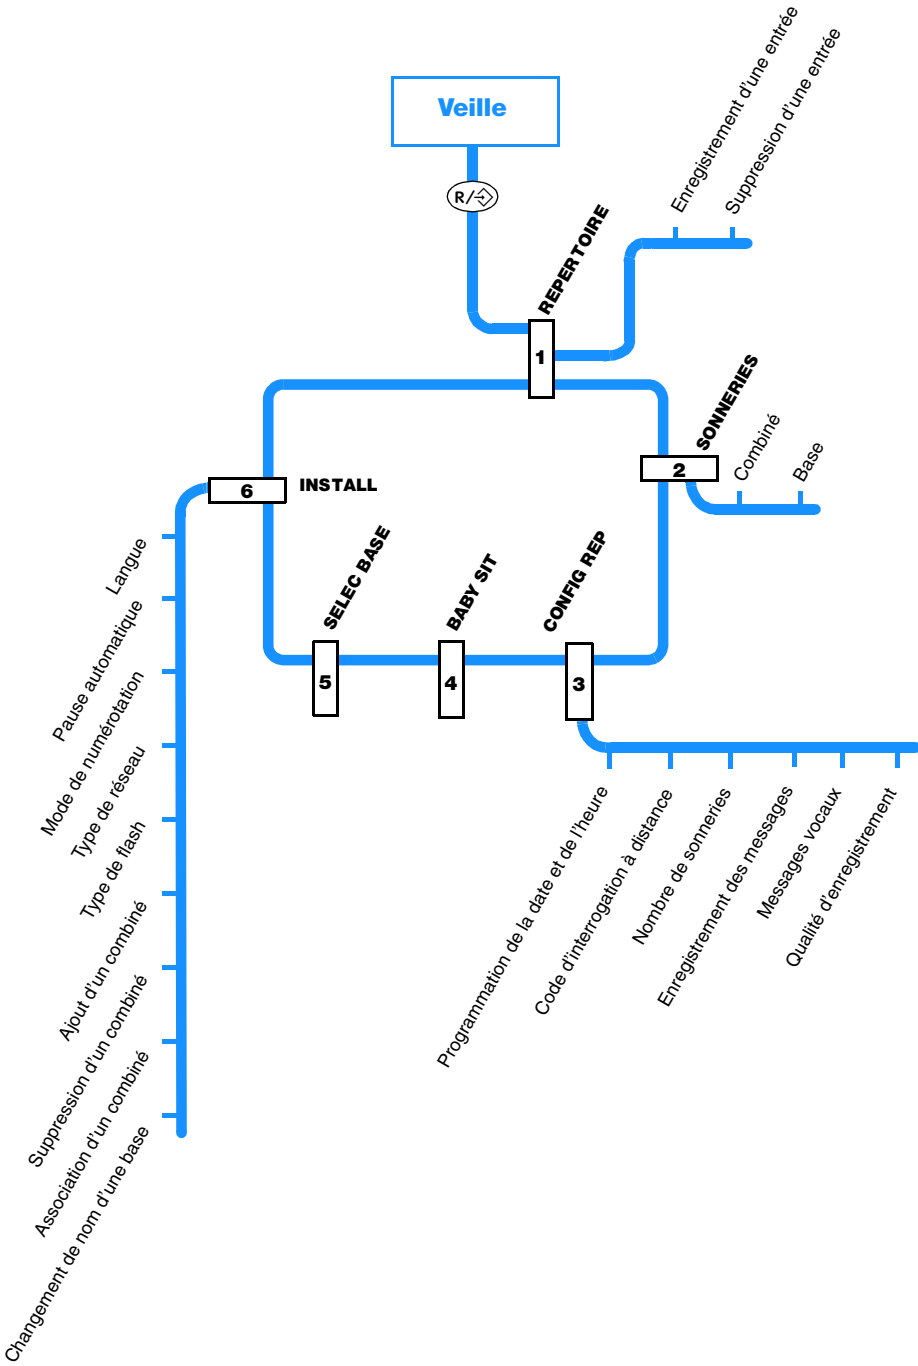 Veille
R/
REPERTOIRE
1
Enregistrement d'une entrée
Suppression d'une entrée
SONNERIES
2
Combiné
Base
CONFIG REP
3
Programmation de la date et de l'heure
Code d'interrogation à distance
Nombre de sonneries
Enregistrement des messages
Messages vocaux
Qualité d'enregistrement
BABY SIT
4
SELEC BASE
5
INSTALL
6
Langue
Pause automatique
Mode de numérotation
Type de réseau
Type de flash
Ajout d'un combiné
Suppression d'un combiné
Association d'un combiné
Changement de nom d'une base